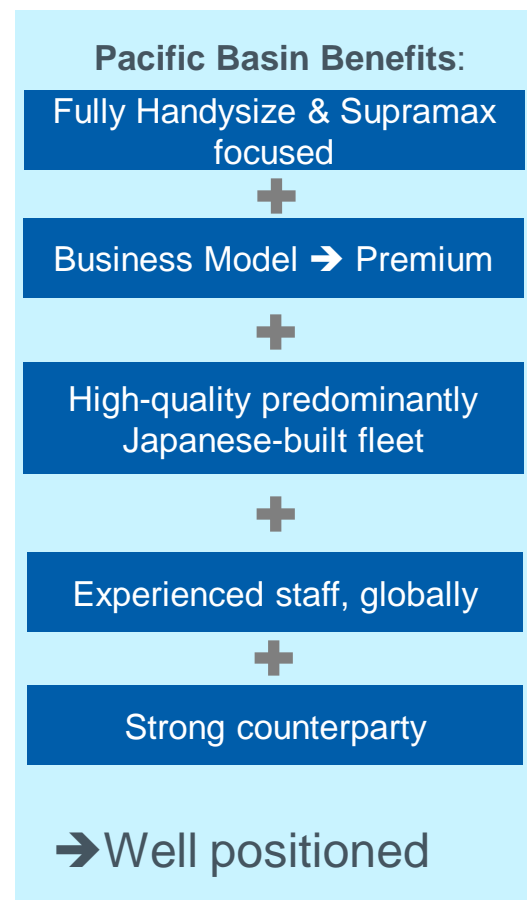 Pacific Basin Benefits:
Fully Handysize & Supramax
focused
Business Model ➔ Premium
High-quality predominantly
Japanese-built fleet
Experienced staff, globally
Strong counterparty
➔Well positioned